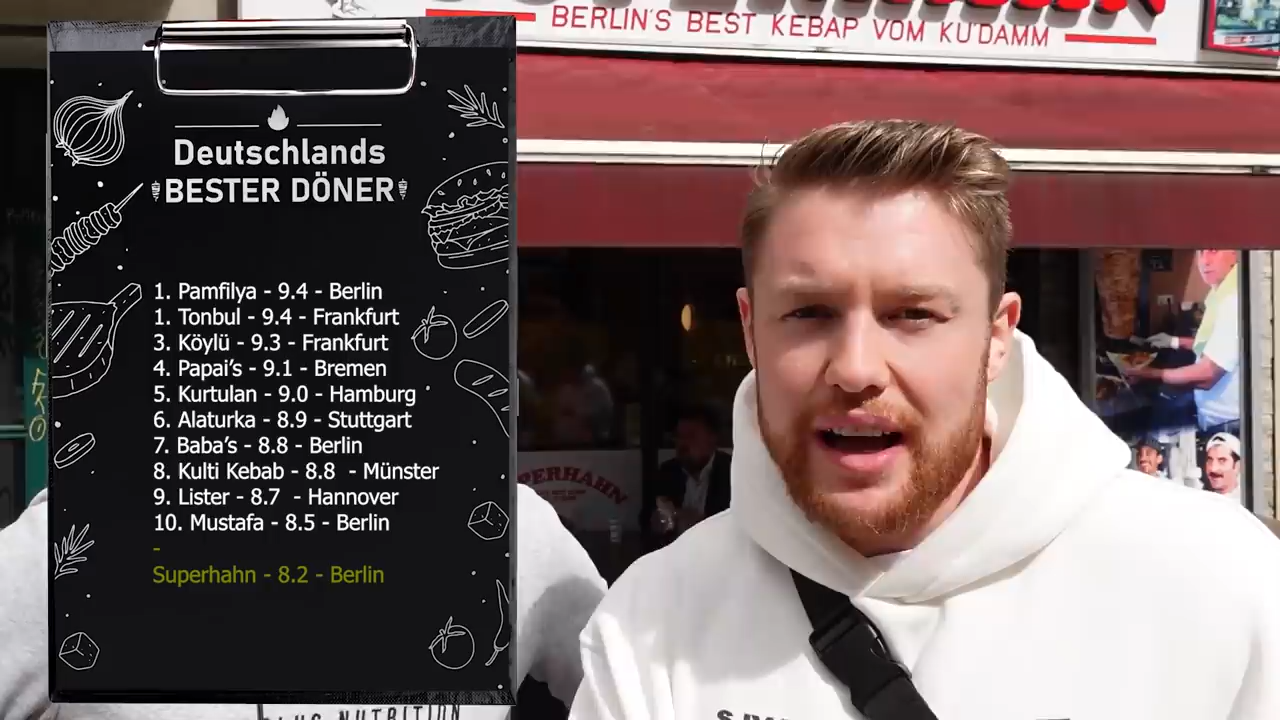 BERLIN'S BEST KEBAP VOM KU'DAMM
Deutschlands
BESTER DÖNER
1. Pamfilya - 9.4 - Berlin
1. Tonbul - 9.4 - Frankfurt
3. Köylü - 9.3 - Frankfurt
4. Papai's - 9.1 - Bremen
5. Kurtulan - 9.0 - Hamburg
6. Alaturka - 8.9 - Stuttgart
7. Baba's - 8.8 - Berlin
8. Kulti Kebab - 8.8 - Münster
9. Lister - 8.7 - Hannover
10. Mustafa - 8.5 - Berlin
-
Superhahn - 8.2 - Berlin
PERHAHN
NUTRITION